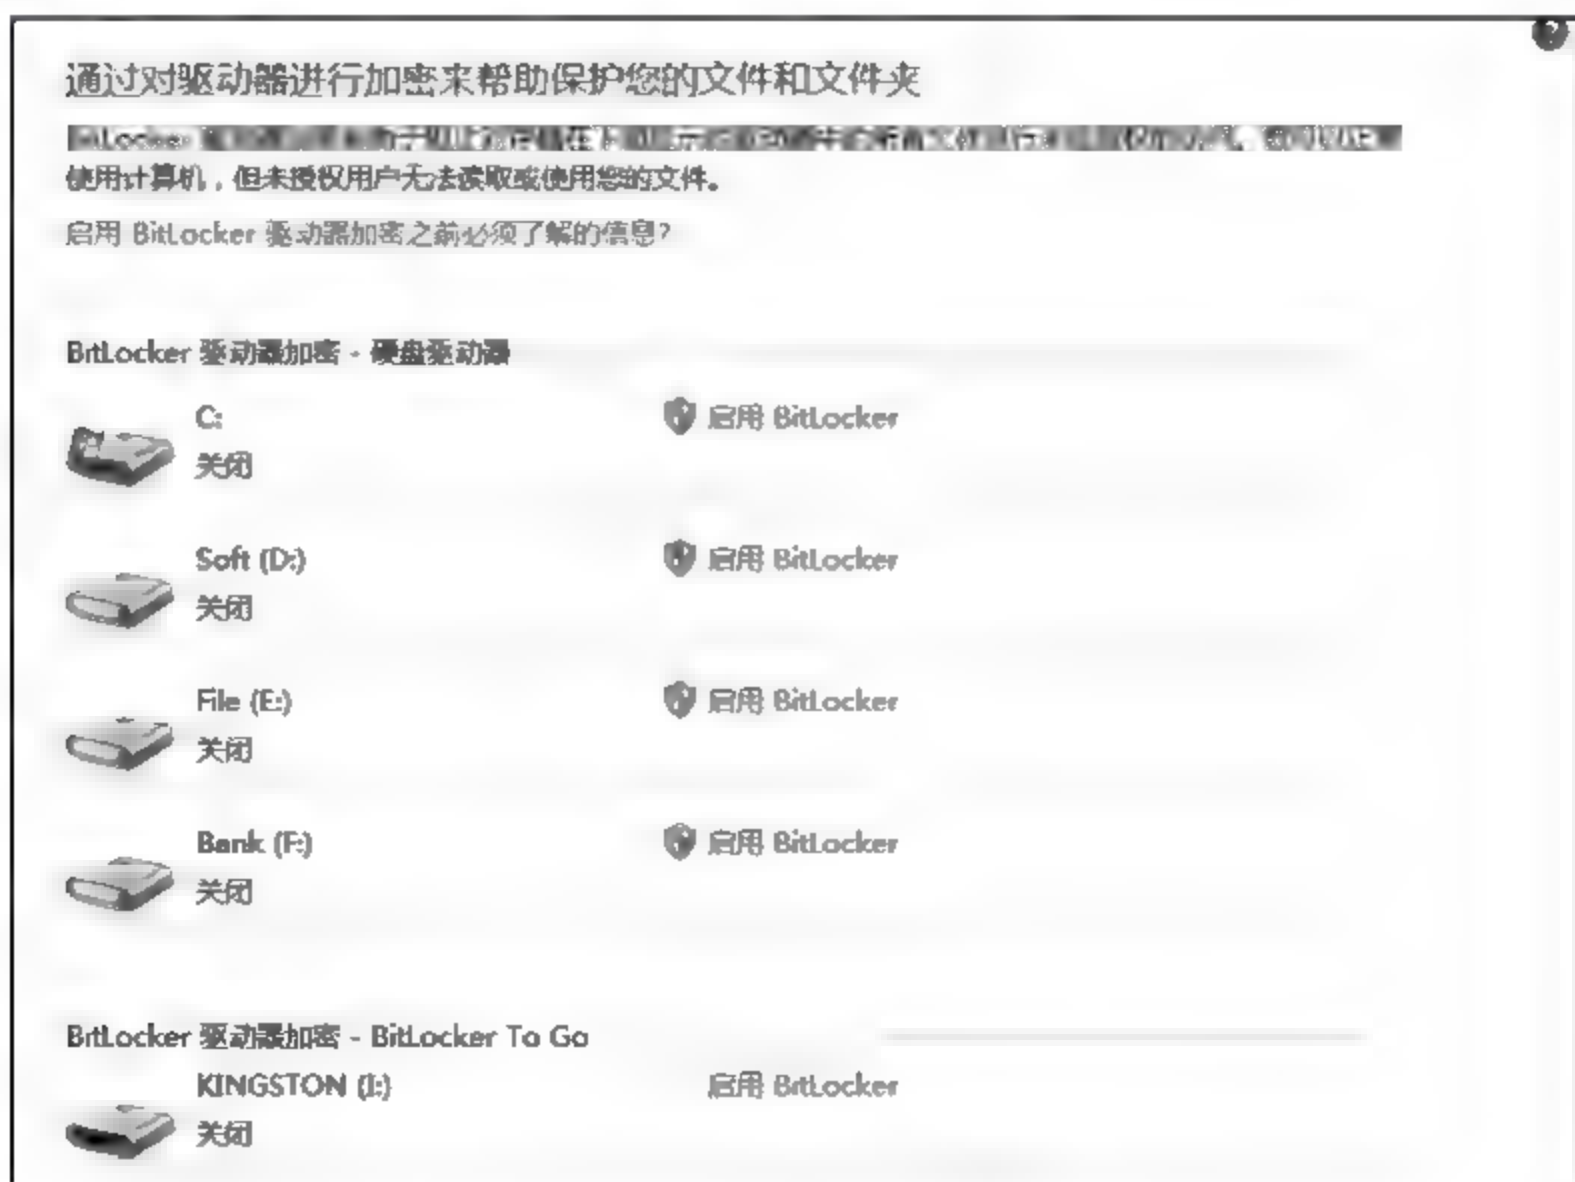 通过对驱动器进行加密来帮助保护您的文件和文件夹
BitLocker
使用计算机，但未授权用户无法读取或使用您的文件。
启用 BitLocker 驱动器加密之前必须了解的信息?
BitLocker 驱动器加密 - 硬盘驱动器
C: 启用 BitLocker
关闭
Soft (D:) 启用 BitLocker
关闭
File (E:) 启用 BitLocker
关闭
Bank (F:) 启用 BitLocker
关闭
BitLocker 驱动器加密 - BitLocker To Go
KINGSTON (I:) 启用 BitLocker
关闭